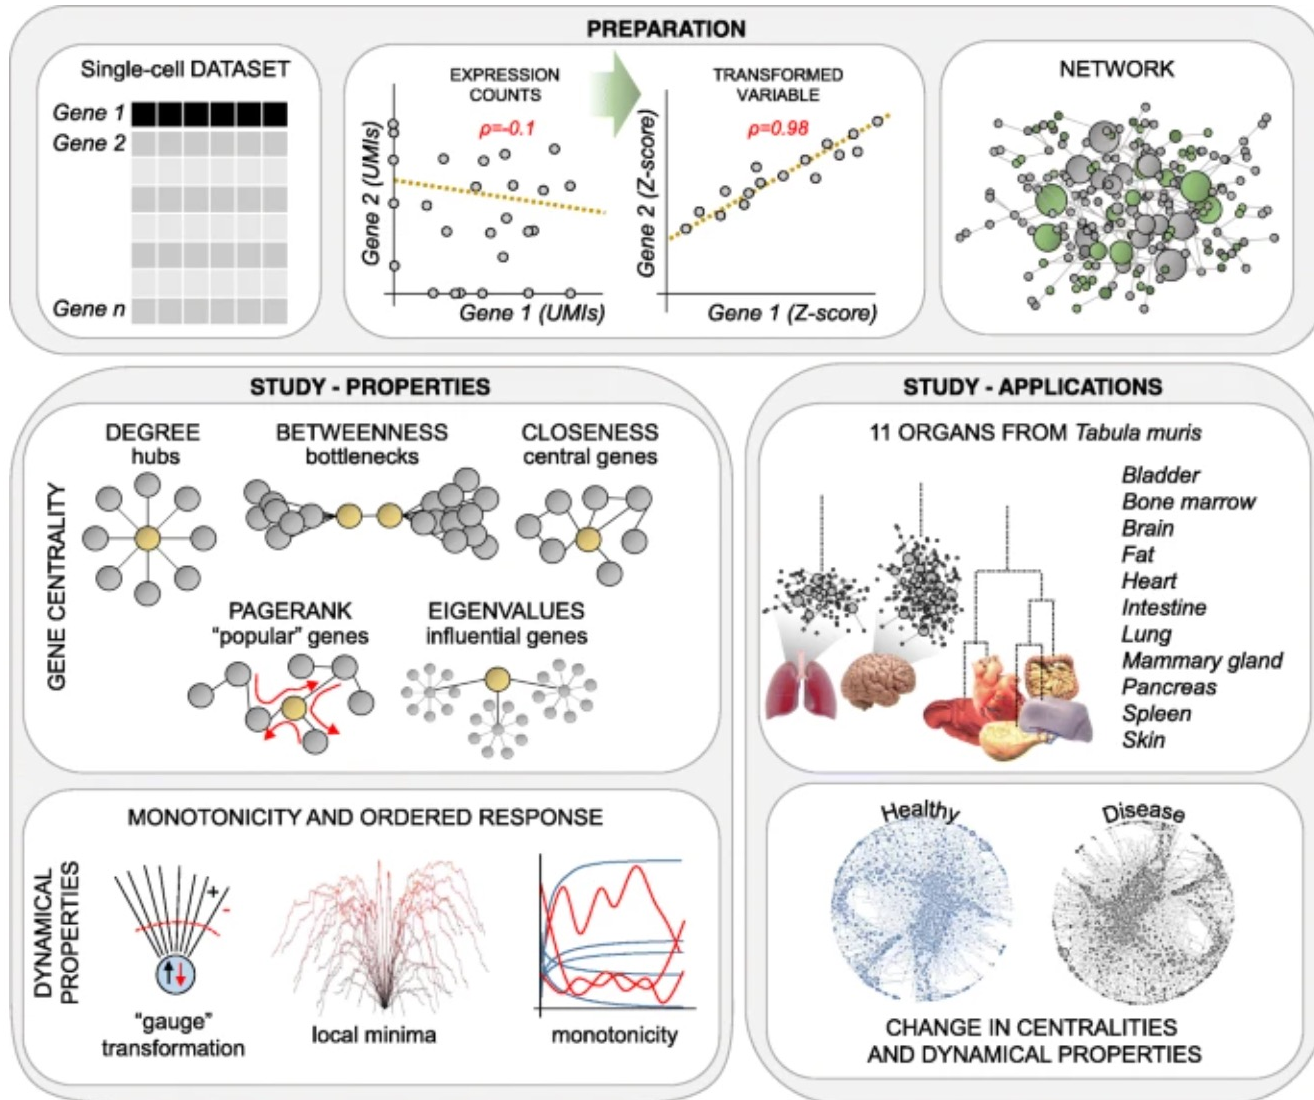 PREPARATION
Single-cell DATASET
Gene 1
Gene 2
Gene n
EXPRESSION
COUNTS
ρ=-0.1
Gene 2 (UMIs)
Gene 1 (UMIs)
TRANSFORMED
VARIABLE
ρ=0.98
Gene 2 (Z-score)
Gene 1 (Z-score)
NETWORK
STUDY - PROPERTIES
GENE CENTRALITY
DEGREE
hubs
BETWEENNESS
bottlenecks
CLOSENESS
central genes
PAGERANK
“popular” genes
EIGENVALUES
influential genes
DYNAMICAL
PROPERTIES
MONOTONICITY AND ORDERED RESPONSE
+
-
“gauge”
transformation
local minima
monotonicity
STUDY - APPLICATIONS
11 ORGANS FROM Tabula muris
Bladder
Bone marrow
Brain
Fat
Heart
Intestine
Lung
Mammary gland
Pancreas
Spleen
Skin
Healthy
Disease
CHANGE IN CENTRALITIES
AND DYNAMICAL PROPERTIES